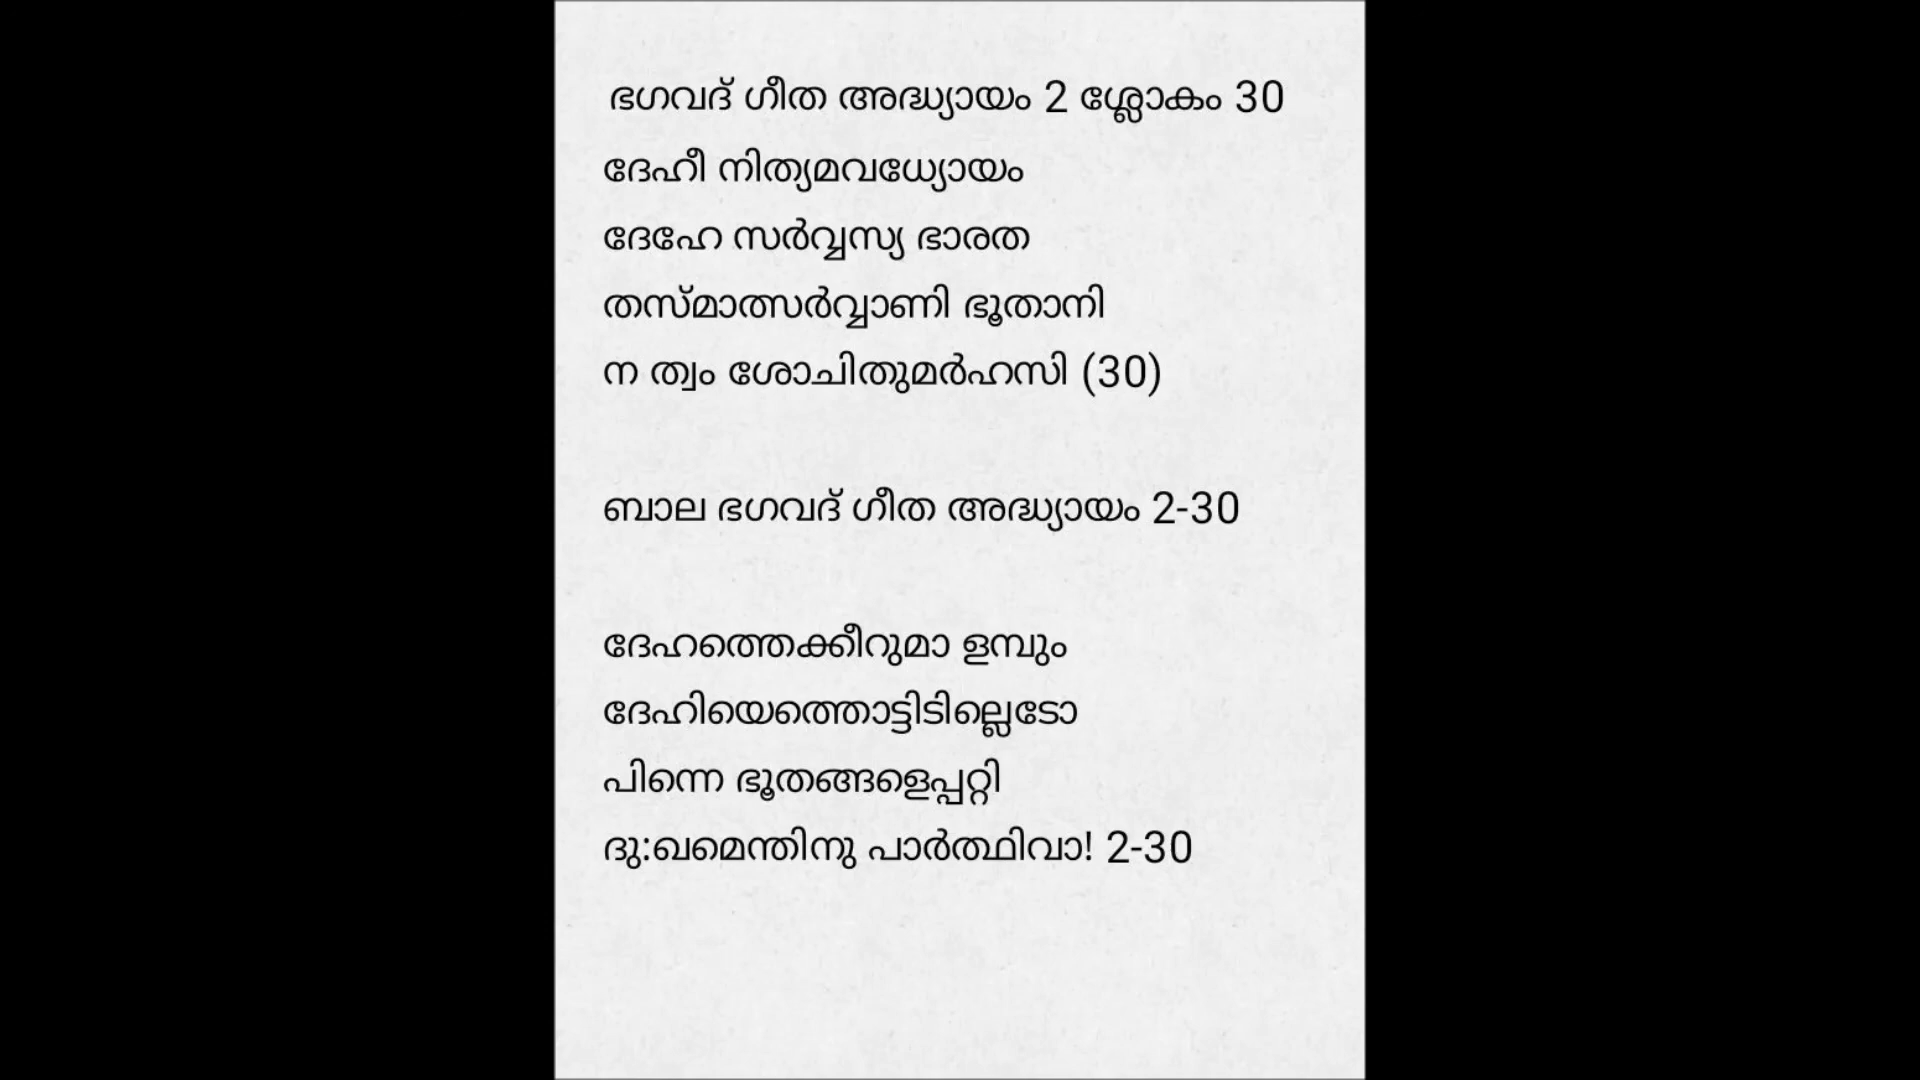 ഭഗവദ് ഗീത അദ്ധ്യായം 2 ശ്ലോകം 30
ദേഹീ നിത്യമവധ്യോയം
ദേഹേ സർവ്വസ്യ ഭാരത
തസ്മാത്സർവ്വാണി ഭൂതാനി
ന ത്വം ശോചിതുമർഹസി (30)
ബാല ഭഗവദ് ഗീത അദ്ധ്യായം 2-30
ദേഹത്തെക്കീറുമാ ളമ്പും
ദേഹിയെത്തൊട്ടിടില്ലെടോ
പിന്നെ ഭൂതങ്ങളെപ്പറ്റി
ദു:ഖമെന്തിനു പാർത്ഥിവാ! 2-30